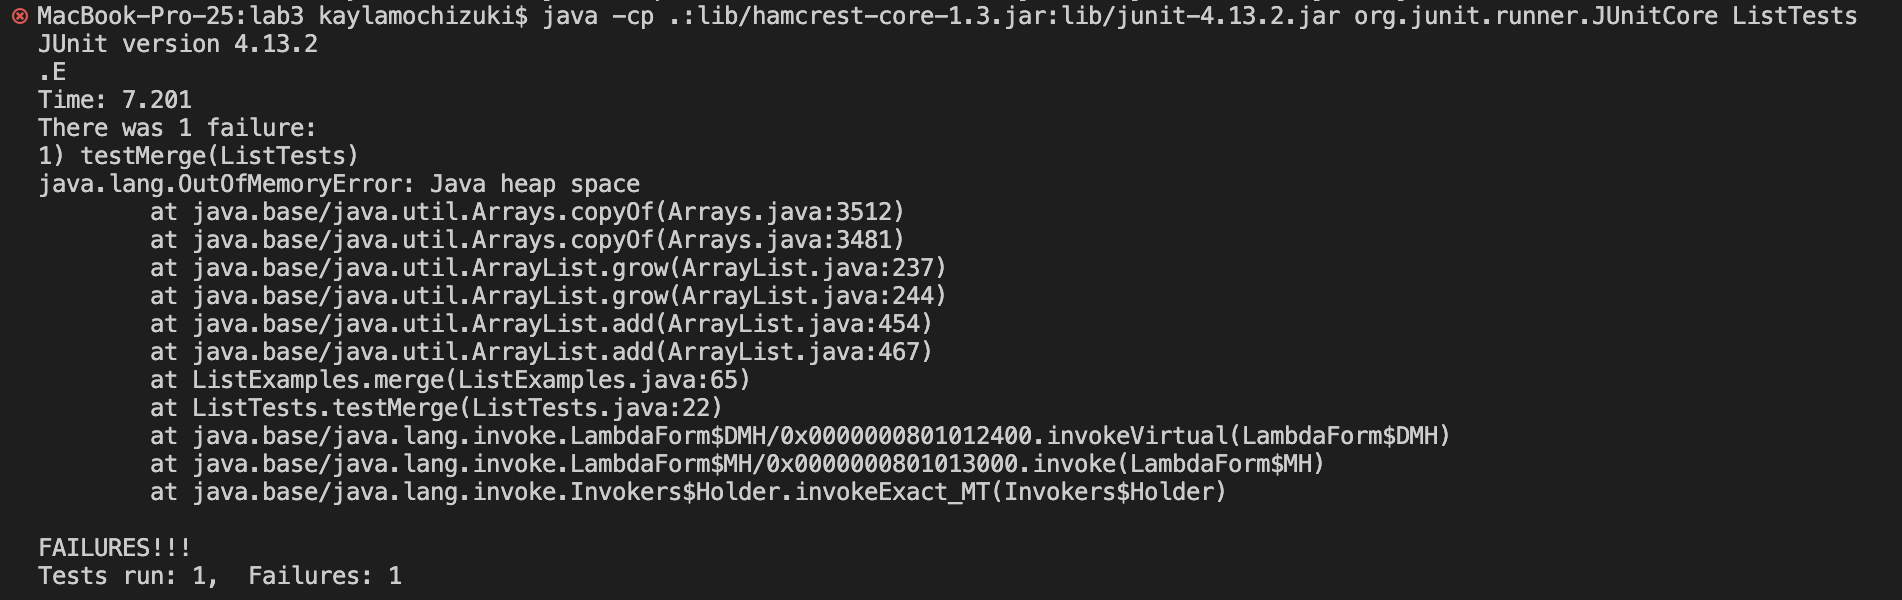 MacBook-Pro-25:lab3 kaylamochizuki$ java -cp .:lib/hamcrest-core-1.3.jar:lib/junit-4.13.2.jar org.junit.runner.JUnitCore ListTests
JUnit version 4.13.2
.E
Time: 7.201
There was 1 failure:
1) testMerge(ListTests)
java.lang.OutOfMemoryError: Java heap space
        at java.base/java.util.Arrays.copyOf(Arrays.java:3512)
        at java.base/java.util.Arrays.copyOf(Arrays.java:3481)
        at java.base/java.util.ArrayList.grow(ArrayList.java:237)
        at java.base/java.util.ArrayList.grow(ArrayList.java:244)
        at java.base/java.util.ArrayList.add(ArrayList.java:454)
        at java.base/java.util.ArrayList.add(ArrayList.java:467)
        at ListExamples.merge(ListExamples.java:65)
        at ListTests.testMerge(ListTests.java:22)
        at java.base/java.lang.invoke.LambdaForm$DMH/0x0000000801012400.invokeVirtual(LambdaForm$DMH)
        at java.base/java.lang.invoke.LambdaForm$MH/0x0000000801013000.invoke(LambdaForm$MH)
        at java.base/java.lang.invoke.Invokers$Holder.invokeExact_MT(Invokers$Holder)

FAILURES!!!
Tests run: 1,  Failures: 1